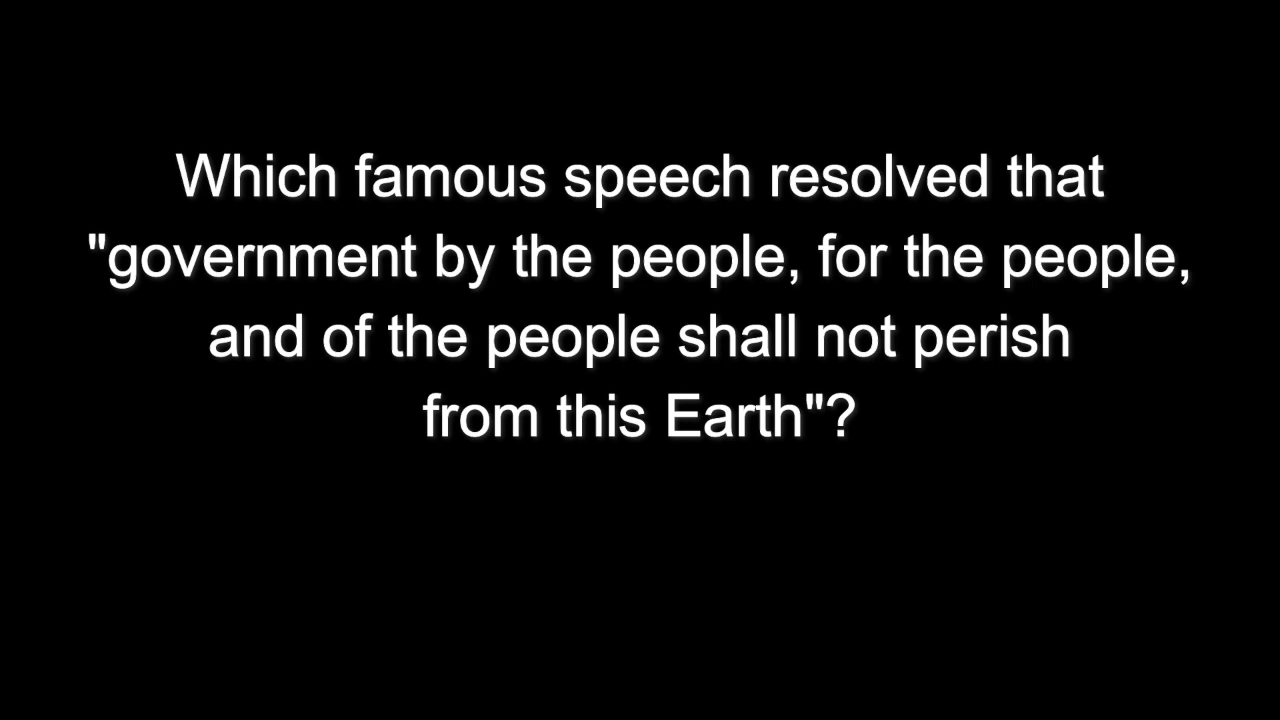 Which famous speech resolved that
"government by the people, for the people,
and of the people shall not perish
from this Earth"?